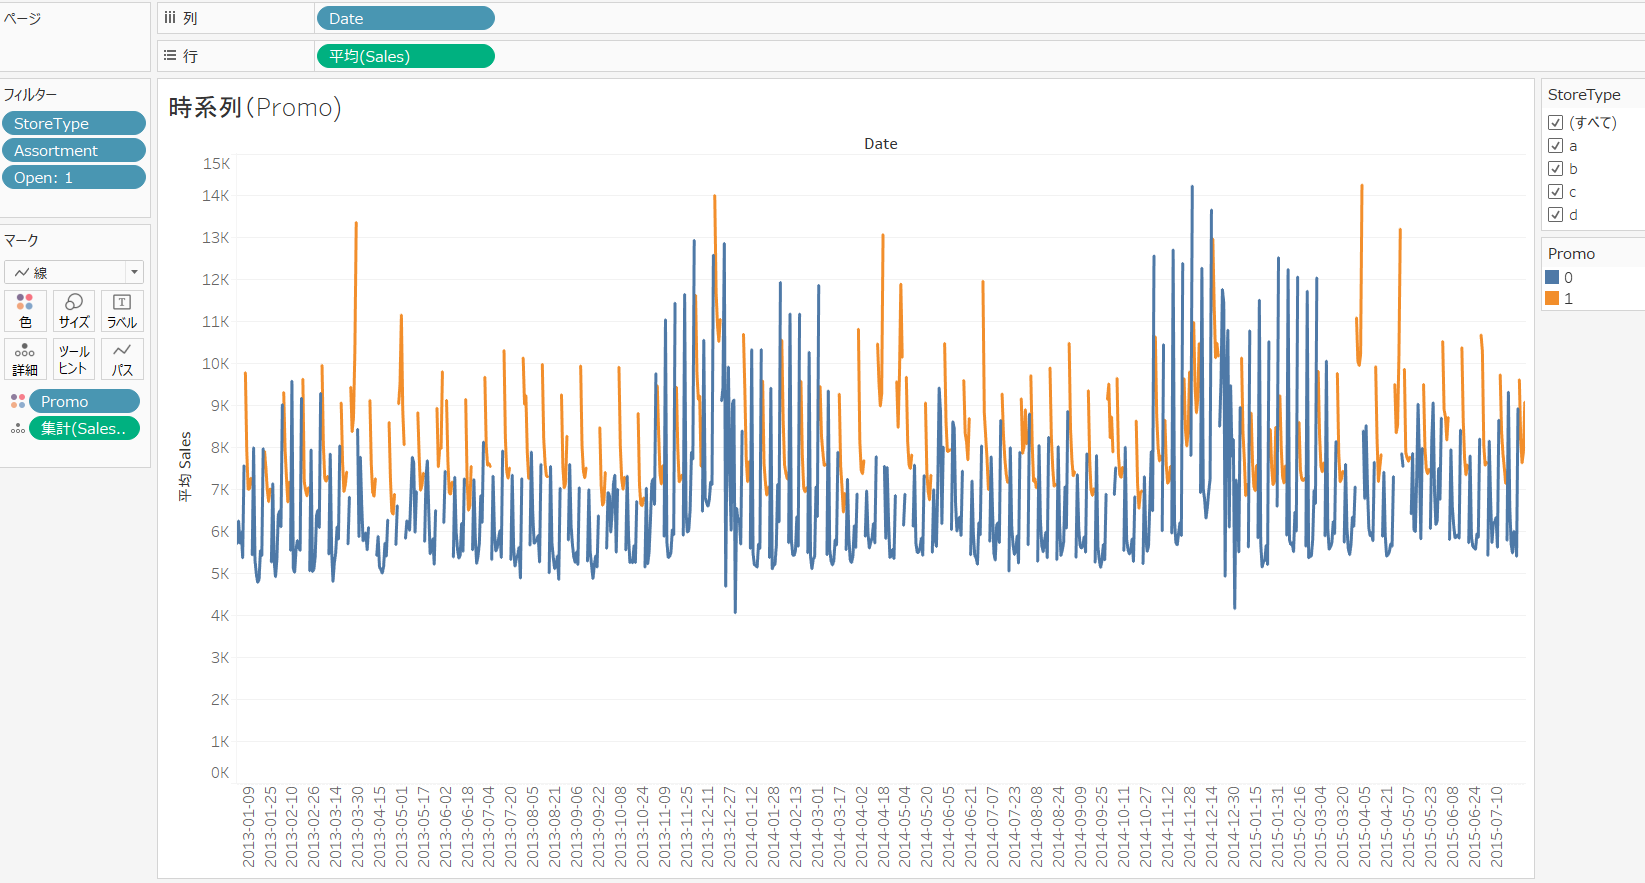 ページ
列
Date
行
平均(Sales)
フィルター
StoreType
Assortment
Open: 1
マーク
線
色
サイズ
ラベル
詳細
ツール
ヒント
パス
Promo
集計(Sales..
時系列(Promo)
Date
平均 Sales
15K
14K
13K
12K
11K
10K
9K
8K
7K
6K
5K
4K
3K
2K
1K
0K
2013-01-09
2013-01-25
2013-02-10
2013-02-26
2013-03-14
2013-03-30
2013-04-15
2013-05-01
2013-05-17
2013-06-02
2013-06-18
2013-07-04
2013-07-20
2013-08-05
2013-08-21
2013-09-06
2013-09-22
2013-10-08
2013-10-24
2013-11-09
2013-11-25
2013-12-11
2013-12-27
2014-01-12
2014-01-28
2014-02-13
2014-03-01
2014-03-17
2014-04-02
2014-04-18
2014-05-04
2014-05-20
2014-06-05
2014-06-21
2014-07-07
2014-07-23
2014-08-08
2014-08-24
2014-09-09
2014-09-25
2014-10-11
2014-10-27
2014-11-12
2014-11-28
2014-12-14
2014-12-30
2015-01-15
2015-01-31
2015-02-16
2015-03-04
2015-03-20
2015-04-05
2015-04-21
2015-05-07
2015-05-23
2015-06-08
2015-06-24
2015-07-10
StoreType
(すべて)
a
b
c
d
Promo
0
1